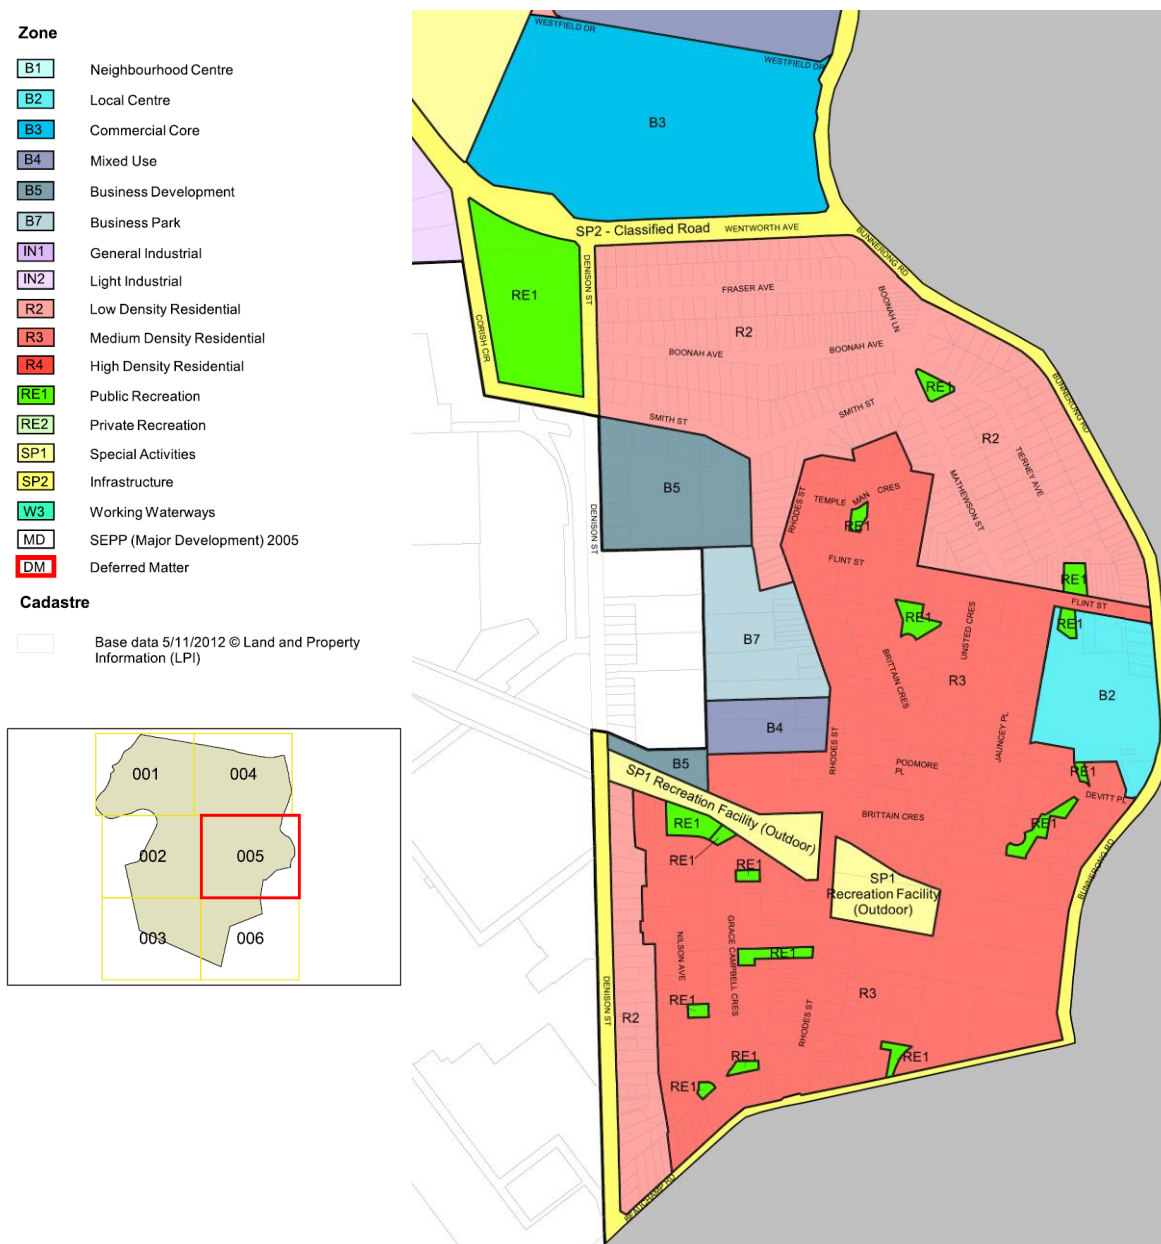 Zone
B1 Neighbourhood Centre
B2 Local Centre
B3 Commercial Core
B4 Mixed Use
B5 Business Development
B7 Business Park
IN1 General Industrial
IN2 Light Industrial
R2 Low Density Residential
R3 Medium Density Residential
R4 High Density Residential
RE1 Public Recreation
RE2 Private Recreation
SP1 Special Activities
SP2 Infrastructure
W3 Working Waterways
MD SEPP (Major Development) 2005
DM Deferred Matter
Cadastre
Base data 5/11/2012 © Land and Property
Information (LPI)
001
004
002
005
003
006
WESTFIELD DR
WESTFIELD DR
B3
SP2 - Classified Road
WENTWORTH AVE
BUNNERONG RD
DENISON ST
RE1
CORISH CIR
FRASER AVE
BOONAH LN
R2
BOONAH AVE
BOONAH AVE
RE1
BUNNERONG RD
SMITH ST
SMITH ST
R2
TIERNEY AVE
MATHEWSON ST
B5
RHODES ST
TEMPLE
MAN
CRES
RE1
DENISON ST
FLINT ST
RE1
FLINT ST
RE1
RE1
UNSTED CRES
B7
BRITTAIN CRES
R3
B2
JAUNCEY PL
B4
RHODES ST
PODMORE
PL
B5
SP1 Recreation Facility (Outdoor)
RE1
DEVITT PL
BRITTAIN CRES
RE1
RE1
RE1
RE1
SP1
Recreation Facility
(Outdoor)
BUNNERONG RD
NILSON AVE
GRACE CAMPBELL CRES
RE1
R3
RE1
DENISON ST
R2
RHODES ST
RE1
RE1
RE1
BEAUCHAMP RD